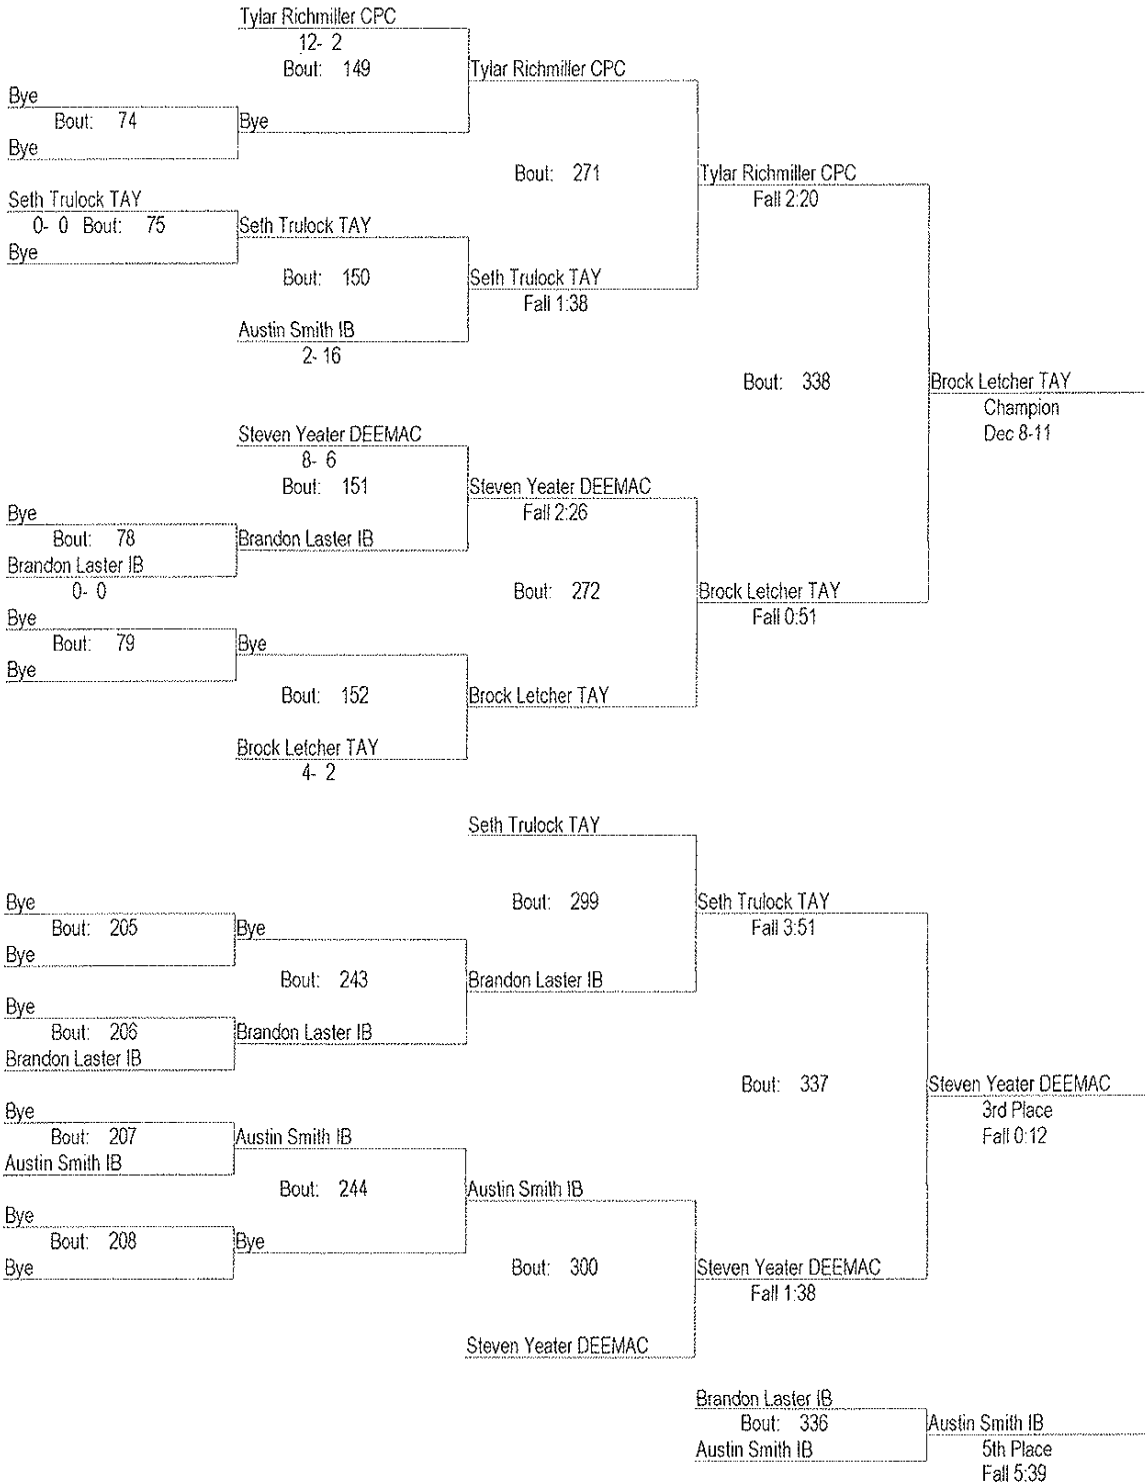 Tylar Richmiller CPC
12- 2
Bout: 149
Tylar Richmiller CPC
Bye
Bout: 74
Bye
Bye
Bout: 271
Tylar Richmiller CPC
Fall 2:20
Seth Trulock TAY
0- 0 Bout: 75
Seth Trulock TAY
Bye
Bout: 150
Seth Trulock TAY
Fall 1:38
Austin Smith IB
2- 16
Bout: 338
Brock Letcher TAY
Champion
Dec 8-11
Steven Yeater DEEMAC
8- 6
Bout: 151
Steven Yeater DEEMAC
Fall 2:26
Bye
Bout: 78
Brandon Laster IB
Brandon Laster IB
0- 0
Bout: 272
Brock Letcher TAY
Fall 0:51
Bye
Bout: 79
Bye
Bye
Bout: 152
Brock Letcher TAY
Brock Letcher TAY
4- 2
Seth Trulock TAY
Bout: 299
Seth Trulock TAY
Fall 3:51
Bye
Bout: 205
Bye
Bye
Bout: 243
Brandon Laster IB
Bye
Bout: 206
Brandon Laster IB
Brandon Laster IB
Bout: 337
Steven Yeater DEEMAC
3rd Place
Fall 0:12
Bye
Bout: 207
Austin Smith IB
Austin Smith IB
Bout: 244
Austin Smith IB
Bye
Bout: 208
Bye
Bye
Bout: 300
Steven Yeater DEEMAC
Fall 1:38
Steven Yeater DEEMAC
Brandon Laster IB
Bout: 336
Austin Smith IB
Austin Smith IB
5th Place
Fall 5:39